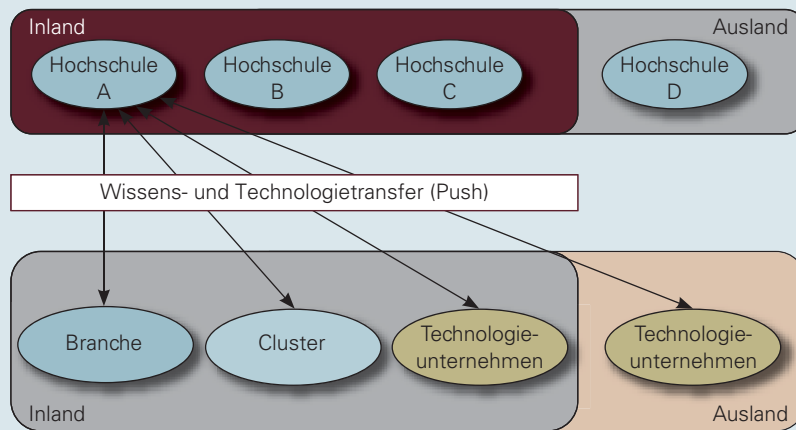 Inland
Ausland
Hochschule
A
Hochschule
B
Hochschule
C
Hochschule
D
Wissens- und Technologietransfer (Push)
Branche
Cluster
Technologie-
unternehmen
Technologie-
unternehmen
Inland
Ausland